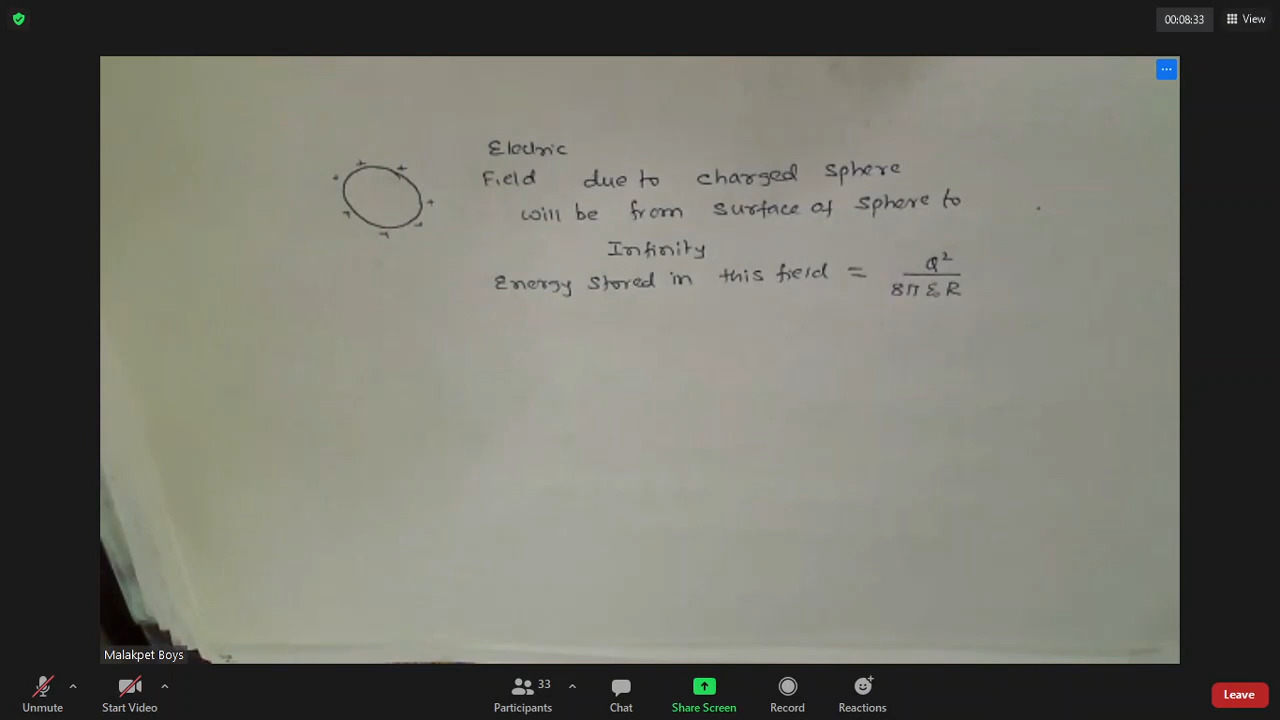 00:08:33
View
Electric
Field due to charged sphere
will be from surface of sphere to
Infinity
Energy stored in this field = Q²/8πε₀R
Malakpet Boys
Unmute
Start Video
33
Participants
Chat
Share Screen
Record
Reactions
Leave